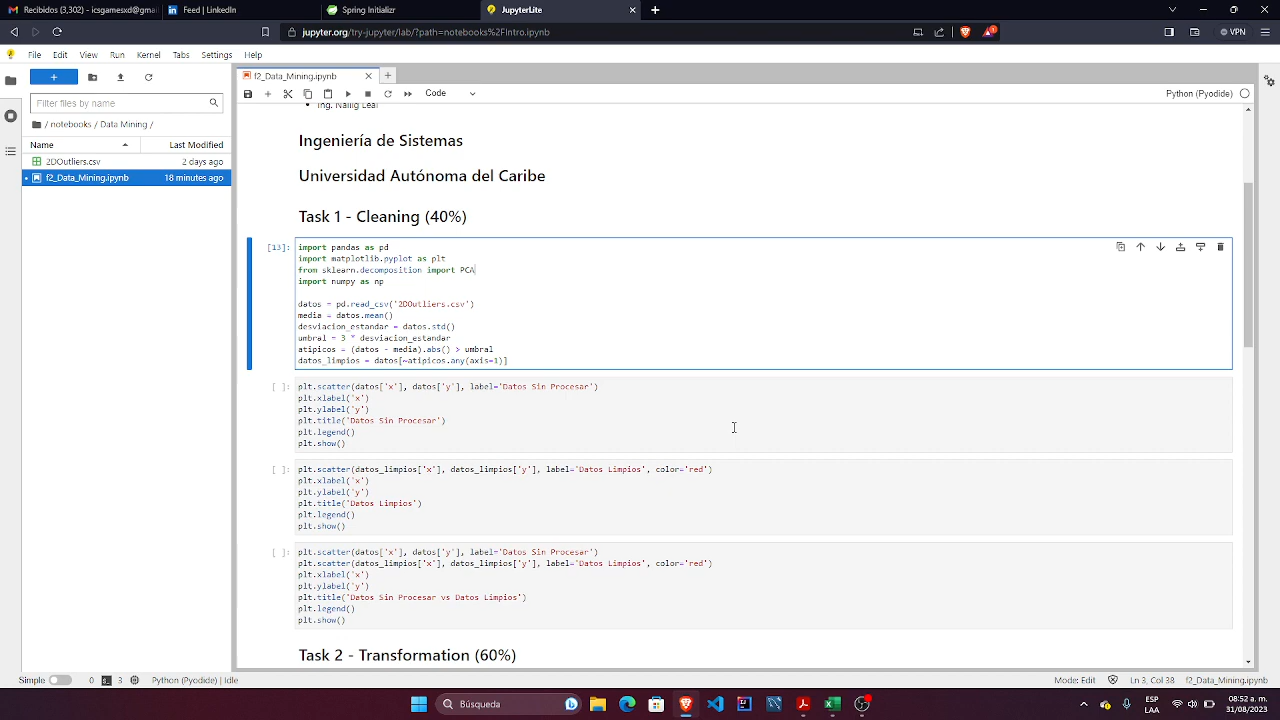 Recibidos (3,302) - icsgamesxd@gmai
Feed | LinkedIn
Spring Initializr
JupyterLite
jupyter.org/try-jupyter/lab/?path=notebooks%2FIntro.ipynb
VPN
File Edit View Run Kernel Tabs Settings Help
Filter files by name
/ notebooks / Data Mining /
Name Last Modified
2DOutliers.csv 2 days ago
f2_Data_Mining.ipynb 18 minutes ago
f2_Data_Mining.ipynb
Code
Python (Pyodide)
Ing. Nallig Leal
Ingeniería de Sistemas
Universidad Autónoma del Caribe
Task 1 - Cleaning (40%)
[13]:
import pandas as pd
import matplotlib.pyplot as plt
from sklearn.decomposition import PCA
import numpy as np
datos = pd.read_csv('2DOutliers.csv')
media = datos.mean()
desviacion_estandar = datos.std()
umbral = 3 * desviacion_estandar
atipicos = (datos - media).abs() > umbral
datos_limpios = datos[~atipicos.any(axis=1)]
[ ]:
plt.scatter(datos['x'], datos['y'], label='Datos Sin Procesar')
plt.xlabel('x')
plt.ylabel('y')
plt.title('Datos Sin Procesar')
plt.legend()
plt.show()
[ ]:
plt.scatter(datos_limpios['x'], datos_limpios['y'], label='Datos Limpios', color='red')
plt.xlabel('x')
plt.ylabel('y')
plt.title('Datos Limpios')
plt.legend()
plt.show()
[ ]:
plt.scatter(datos['x'], datos['y'], label='Datos Sin Procesar')
plt.scatter(datos_limpios['x'], datos_limpios['y'], label='Datos Limpios', color='red')
plt.xlabel('x')
plt.ylabel('y')
plt.title('Datos Sin Procesar vs Datos Limpios')
plt.legend()
plt.show()
Task 2 - Transformation (60%)
Simple 0 3 Python (Pyodide) | Idle Mode: Edit Ln 3, Col 38 f2_Data_Mining.ipynb
Búsqueda
ESP
LAA
08:52 a. m.
31/08/2023